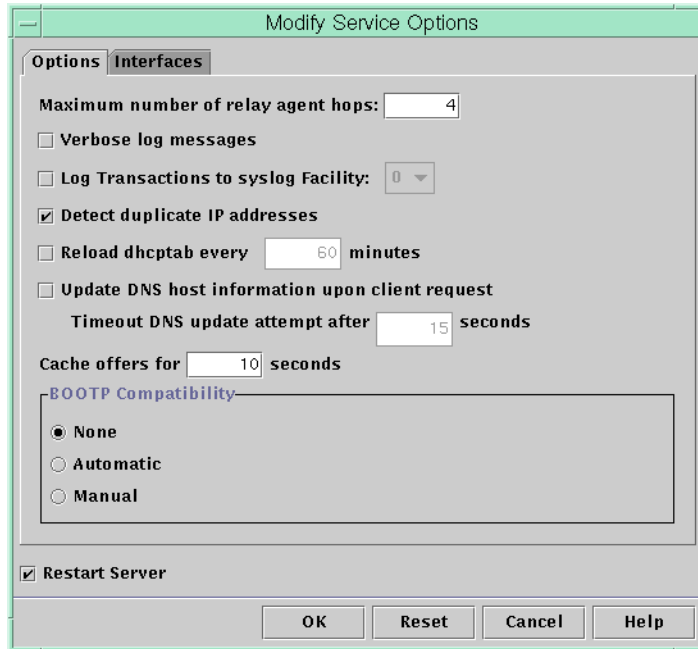 Modify Service Options
Options Interfaces
Maximum number of relay agent hops: 4
Verbose log messages
Log Transactions to syslog Facility: 0
Detect duplicate IP addresses
Reload dhcptab every 60 minutes
Update DNS host information upon client request
Timeout DNS update attempt after 15 seconds
Cache offers for 10 seconds
BOOTP Compatibility
None
Automatic
Manual
Restart Server
OK Reset Cancel Help